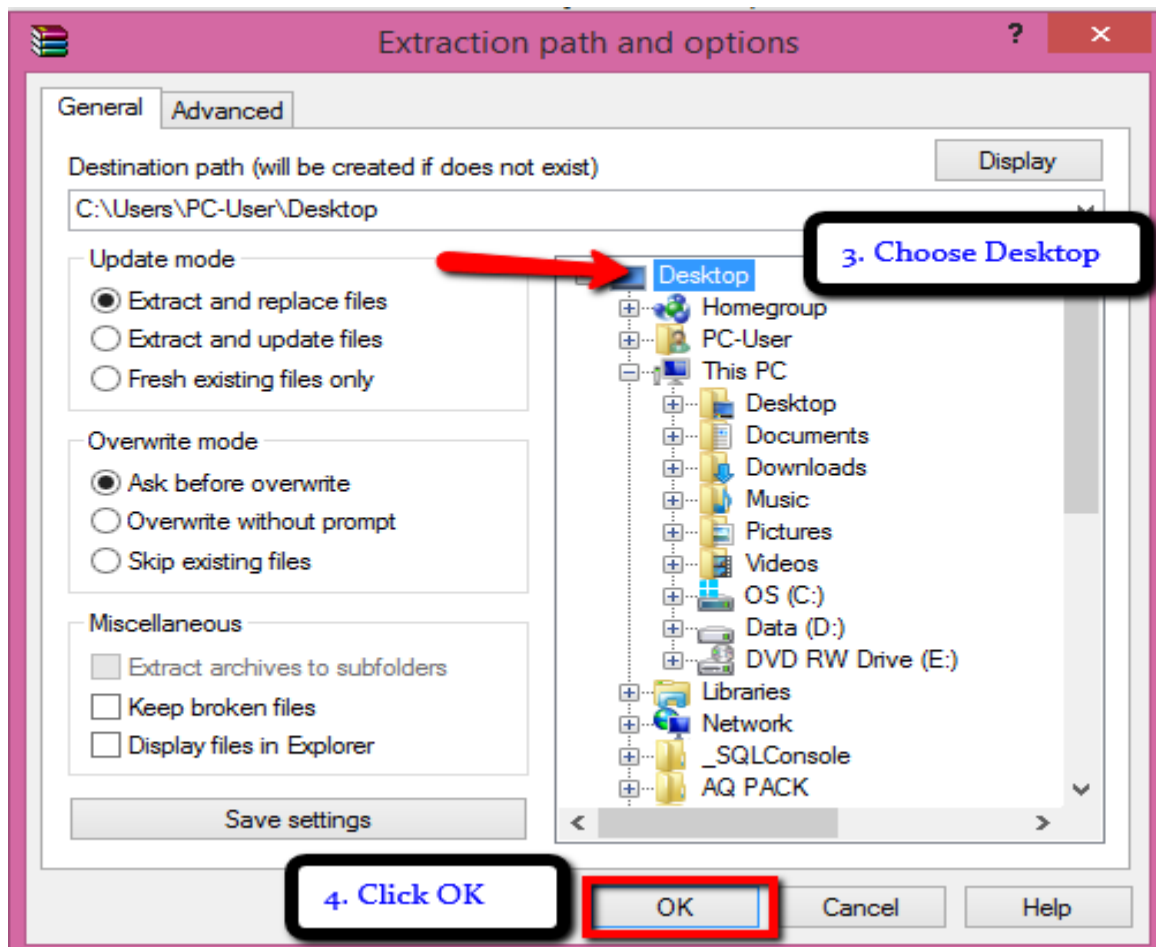 Extraction path and options
?
General
Advanced
Destination path (will be created if does not exist)
Display
C:\Users\PC-User\Desktop
3. Choose Desktop
Update mode
Extract and replace files
Extract and update files
Fresh existing files only
Overwrite mode
Ask before overwrite
Overwrite without prompt
Skip existing files
Miscellaneous
Extract archives to subfolders
Keep broken files
Display files in Explorer
Save settings
Desktop
Homegroup
PC-User
This PC
Desktop
Documents
Downloads
Music
Pictures
Videos
OS (C:)
Data (D:)
DVD RW Drive (E:)
Libraries
Network
_SQLConsole
AQ PACK
4. Click OK
OK
Cancel
Help